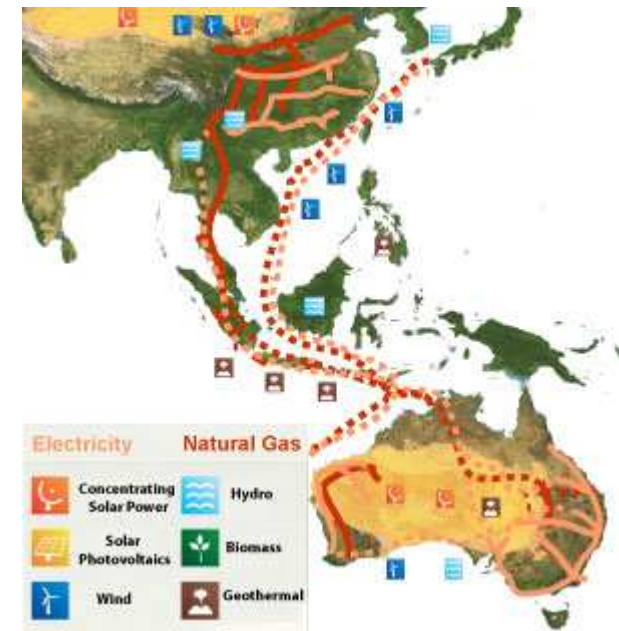 Electricity Natural Gas
Concentrating Solar Power
Hydro
Solar Photovoltaics
Biomass
Wind
Geothermal